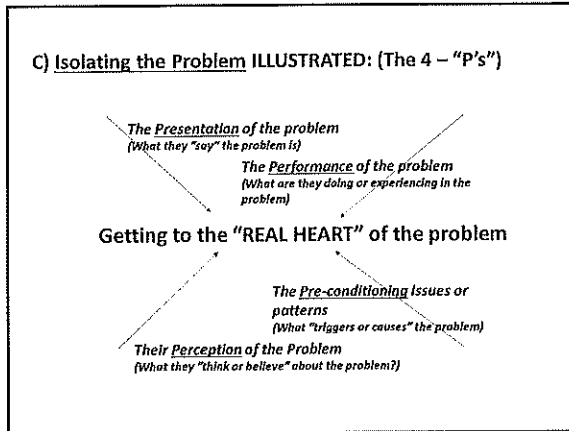 C) Isolating the Problem ILLUSTRATED: (The 4 – "P's")
The Presentation of the problem
(What they "say" the problem is)
The Performance of the problem
(What are they doing or experiencing in the
problem)
Getting to the "REAL HEART" of the problem
The Pre-conditioning Issues or
patterns
(What "triggers or causes" the problem)
Their Perception of the Problem
(What they "think or believe" about the problem?)